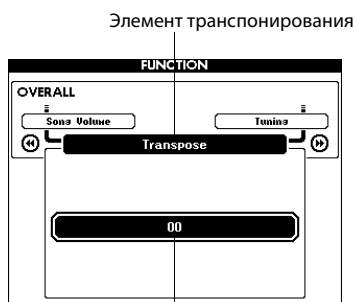 Элемент транспонирования
FUNCTION
OVERALL
Song Volume
Tuning
Transpose
00